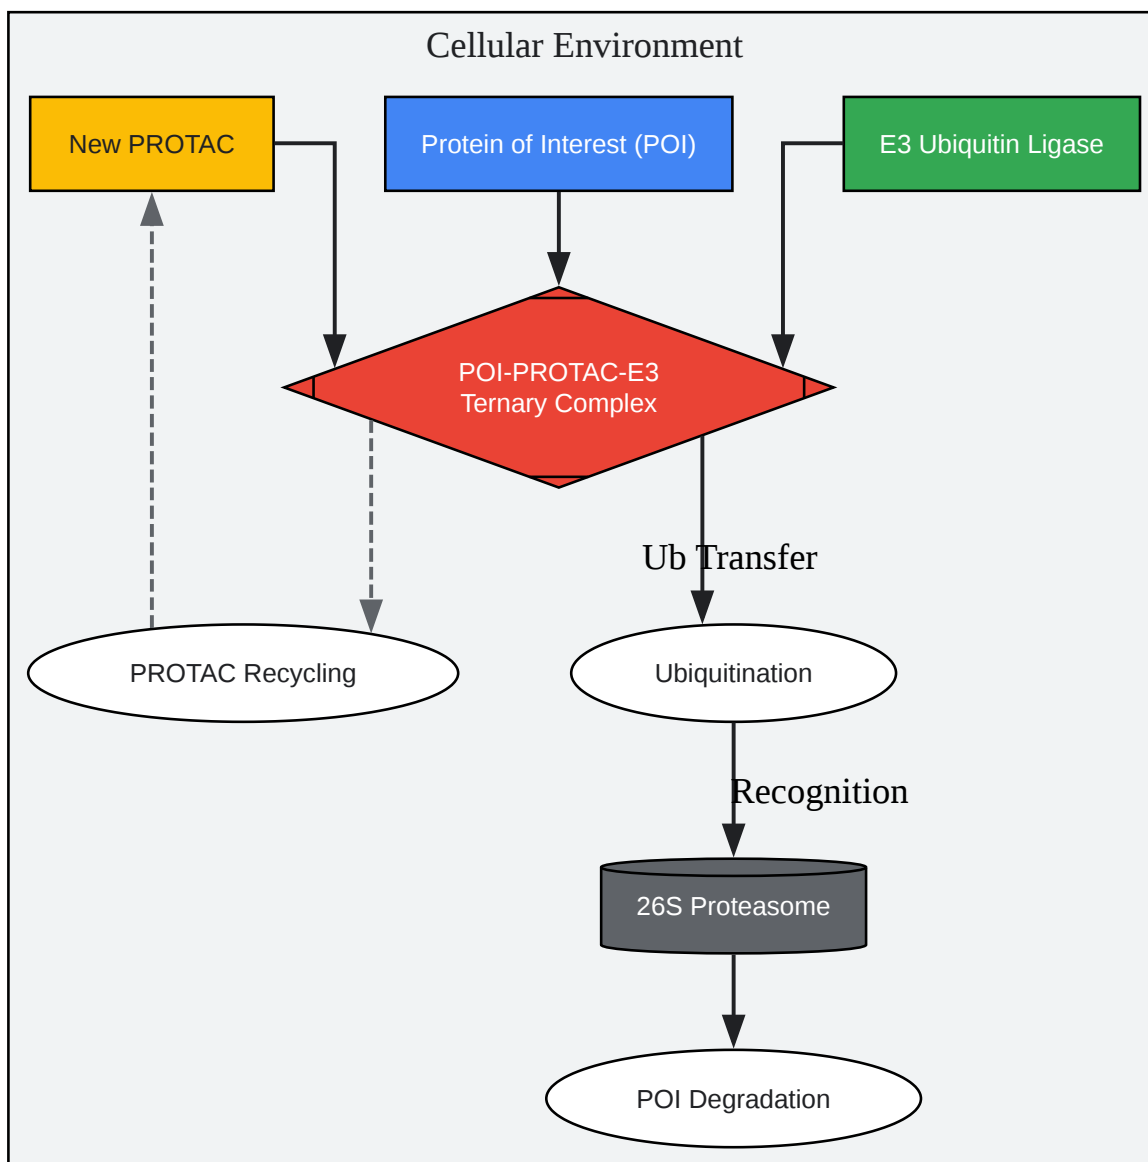 Cellular Environment
New PROTAC
Protein of Interest (POI)
E3 Ubiquitin Ligase
POI-PROTAC-E3
Ternary Complex
Ub Transfer
PROTAC Recycling
Ubiquitination
Recognition
26S Proteasome
POI Degradation